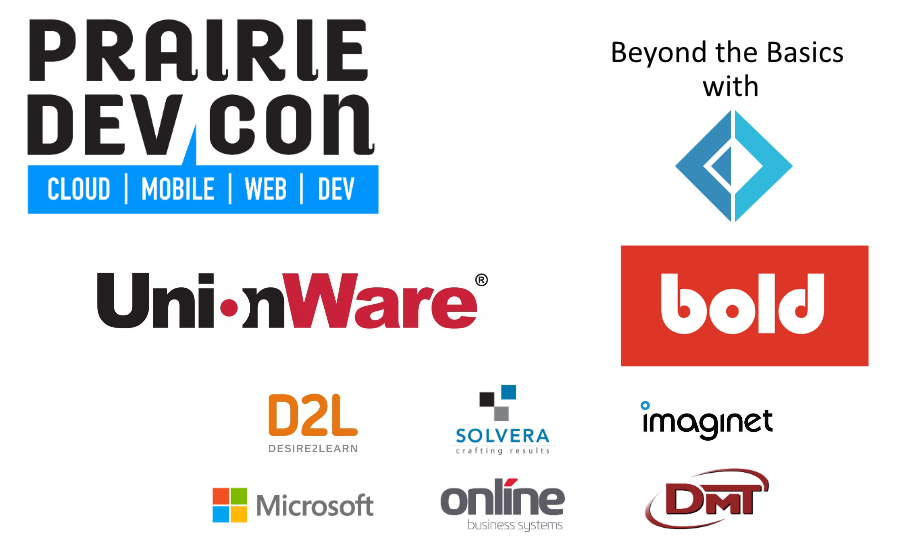 PRAIRIE
DEV CON
CLOUD | MOBILE | WEB | DEV
Beyond the Basics
with
UnionWare®
bold
D2L
DESIRE2LEARN
SOLVERA
crafting results
imaginet
Microsoft
online
business systems
DMT